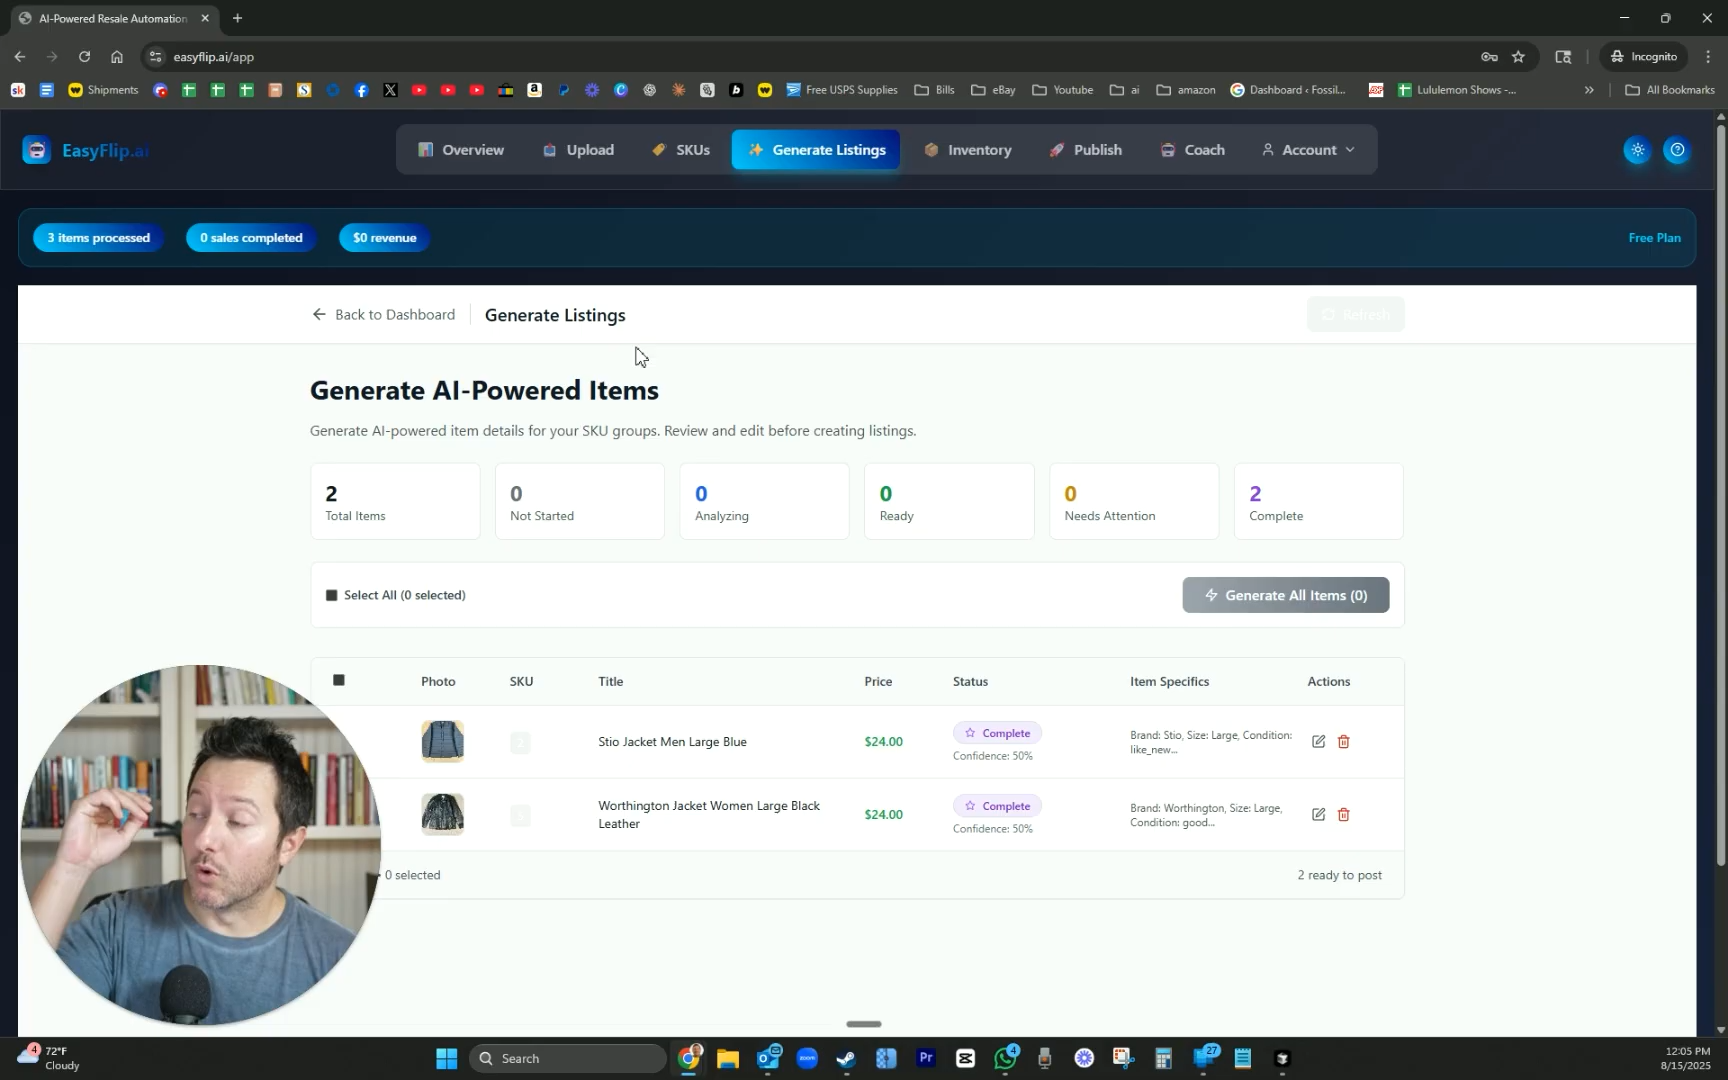 AI-Powered Resale Automation
easyflip.ai/app
Incognito
Shipments
Free USPS Supplies
Bills
eBay
Youtube
ai
amazon
Dashboard ‹ Fossil...
Lululemon Shows -...
All Bookmarks
EasyFlip.ai
Overview
Upload
SKUs
Generate Listings
Inventory
Publish
Coach
Account
3 items processed
0 sales completed
$0 revenue
Free Plan
Back to Dashboard
Generate Listings
Refresh
Generate AI-Powered Items
Generate AI-powered item details for your SKU groups. Review and edit before creating listings.
2
Total Items
0
Not Started
0
Analyzing
0
Ready
0
Needs Attention
2
Complete
Select All (0 selected)
Generate All Items (0)
Photo
SKU
Title
Price
Status
Item Specifics
Actions
Stio Jacket Men Large Blue
$24.00
Complete
Confidence: 50%
Brand: Stio, Size: Large, Condition:
like_new...
Worthington Jacket Women Large Black
Leather
$24.00
Complete
Confidence: 50%
Brand: Worthington, Size: Large,
Condition: good...
• 0 selected
2 ready to post
4
72°F
Cloudy
Search
zoom
Pr
4
27
12:05 PM
8/15/2025